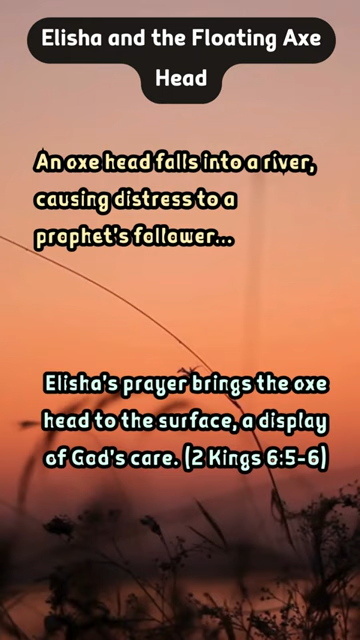 Elisha and the Floating Axe
Head
An axe head falls into a river,
causing distress to a
prophet's follower...
Elisha's prayer brings the axe
head to the surface, a display
of God's care. (2 Kings 6:5-6)